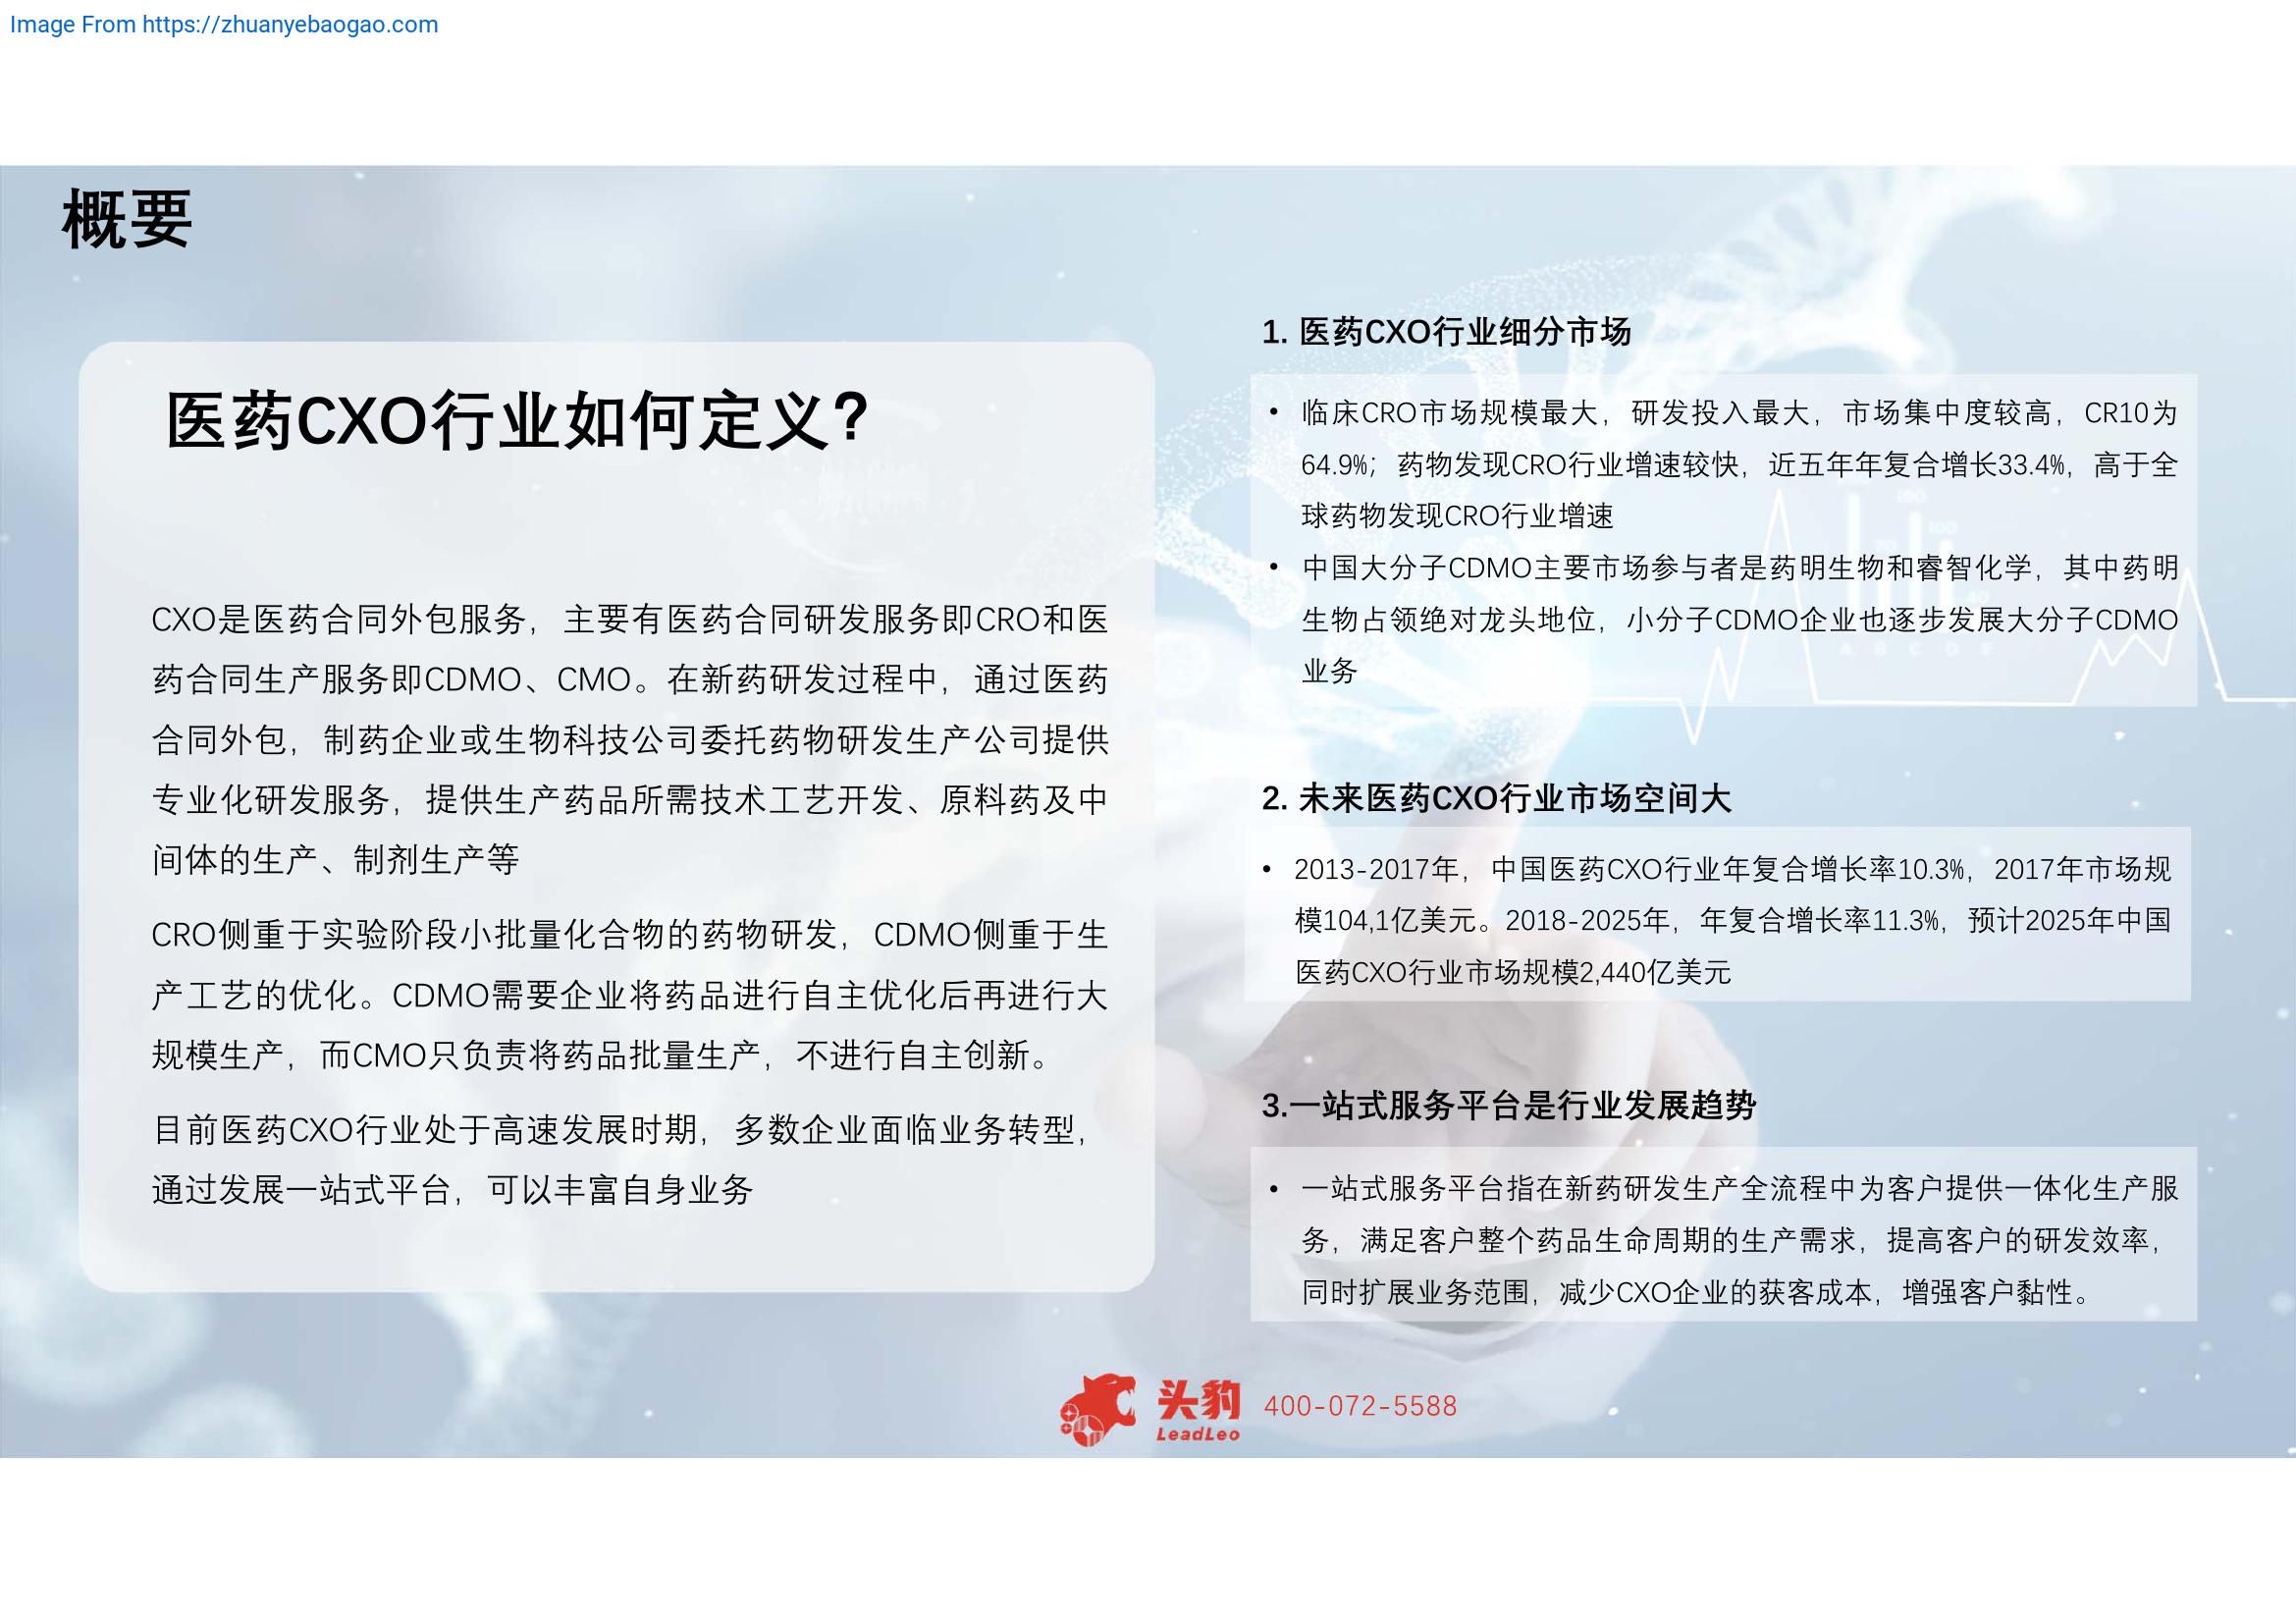 Image From https://zhuanyebaogao.com
概要
医药CXO行业如何定义？
CXO是医药合同外包服务，主要有医药合同研发服务即CRO和医
药合同生产服务即CDMO、CMO。在新药研发过程中，通过医药
合同外包，制药企业或生物科技公司委托药物研发生产公司提供
专业化研发服务，提供生产药品所需技术工艺开发、原料药及中
间体的生产、制剂生产等
CRO侧重于实验阶段小批量化合物的药物研发，CDMO侧重于生
产工艺的优化。CDMO需要企业将药品进行自主优化后再进行大
规模生产，而CMO只负责将药品批量生产，不进行自主创新。
目前医药CXO行业处于高速发展时期，多数企业面临业务转型，
通过发展一站式平台，可以丰富自身业务
1. 医药CXO行业细分市场
• 临床CRO市场规模最大，研发投入最大，市场集中度较高，CR10为
64.9%；药物发现CRO行业增速较快，近五年年复合增长33.4%，高于全
球药物发现CRO行业增速
• 中国大分子CDMO主要市场参与者是药明生物和睿智化学，其中药明
生物占领绝对龙头地位，小分子CDMO企业也逐步发展大分子CDMO
业务
2. 未来医药CXO行业市场空间大
• 2013-2017年，中国医药CXO行业年复合增长率10.3%，2017年市场规
模104,1亿美元。2018-2025年，年复合增长率11.3%，预计2025年中国
医药CXO行业市场规模2,440亿美元
3.一站式服务平台是行业发展趋势
• 一站式服务平台指在新药研发生产全流程中为客户提供一体化生产服
务，满足客户整个药品生命周期的生产需求，提高客户的研发效率，
同时扩展业务范围，减少CXO企业的获客成本，增强客户黏性。
头豹
LeadLeo
400-072-5588